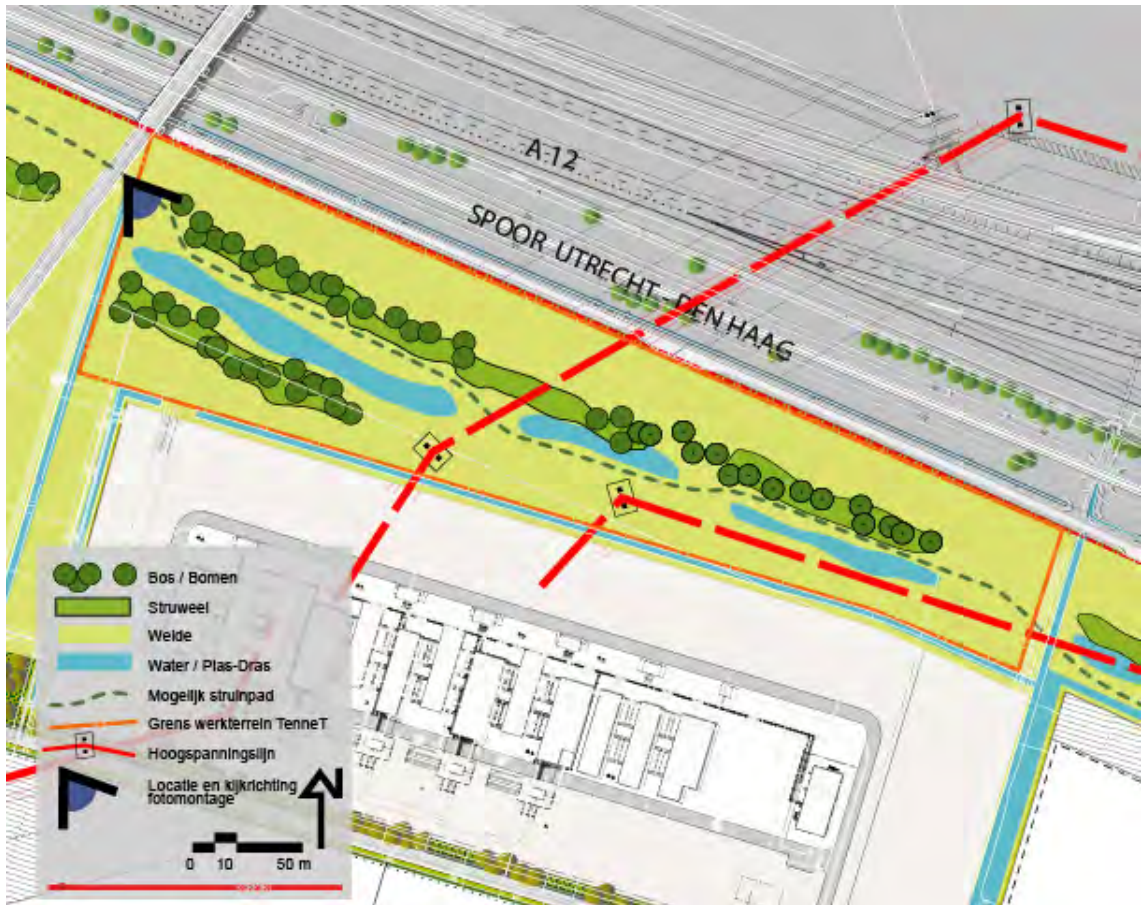 A 12
SPOOR UTRECHT - DEN HAAG
Bos / Bomen
Struweel
Weide
Water / Plas-Dras
Mogelijk struinpad
Grens werkterrein TenneT
Hoogspanningslijn
Locatie en kijkrichting
fotomontage
N
0 10 50 m